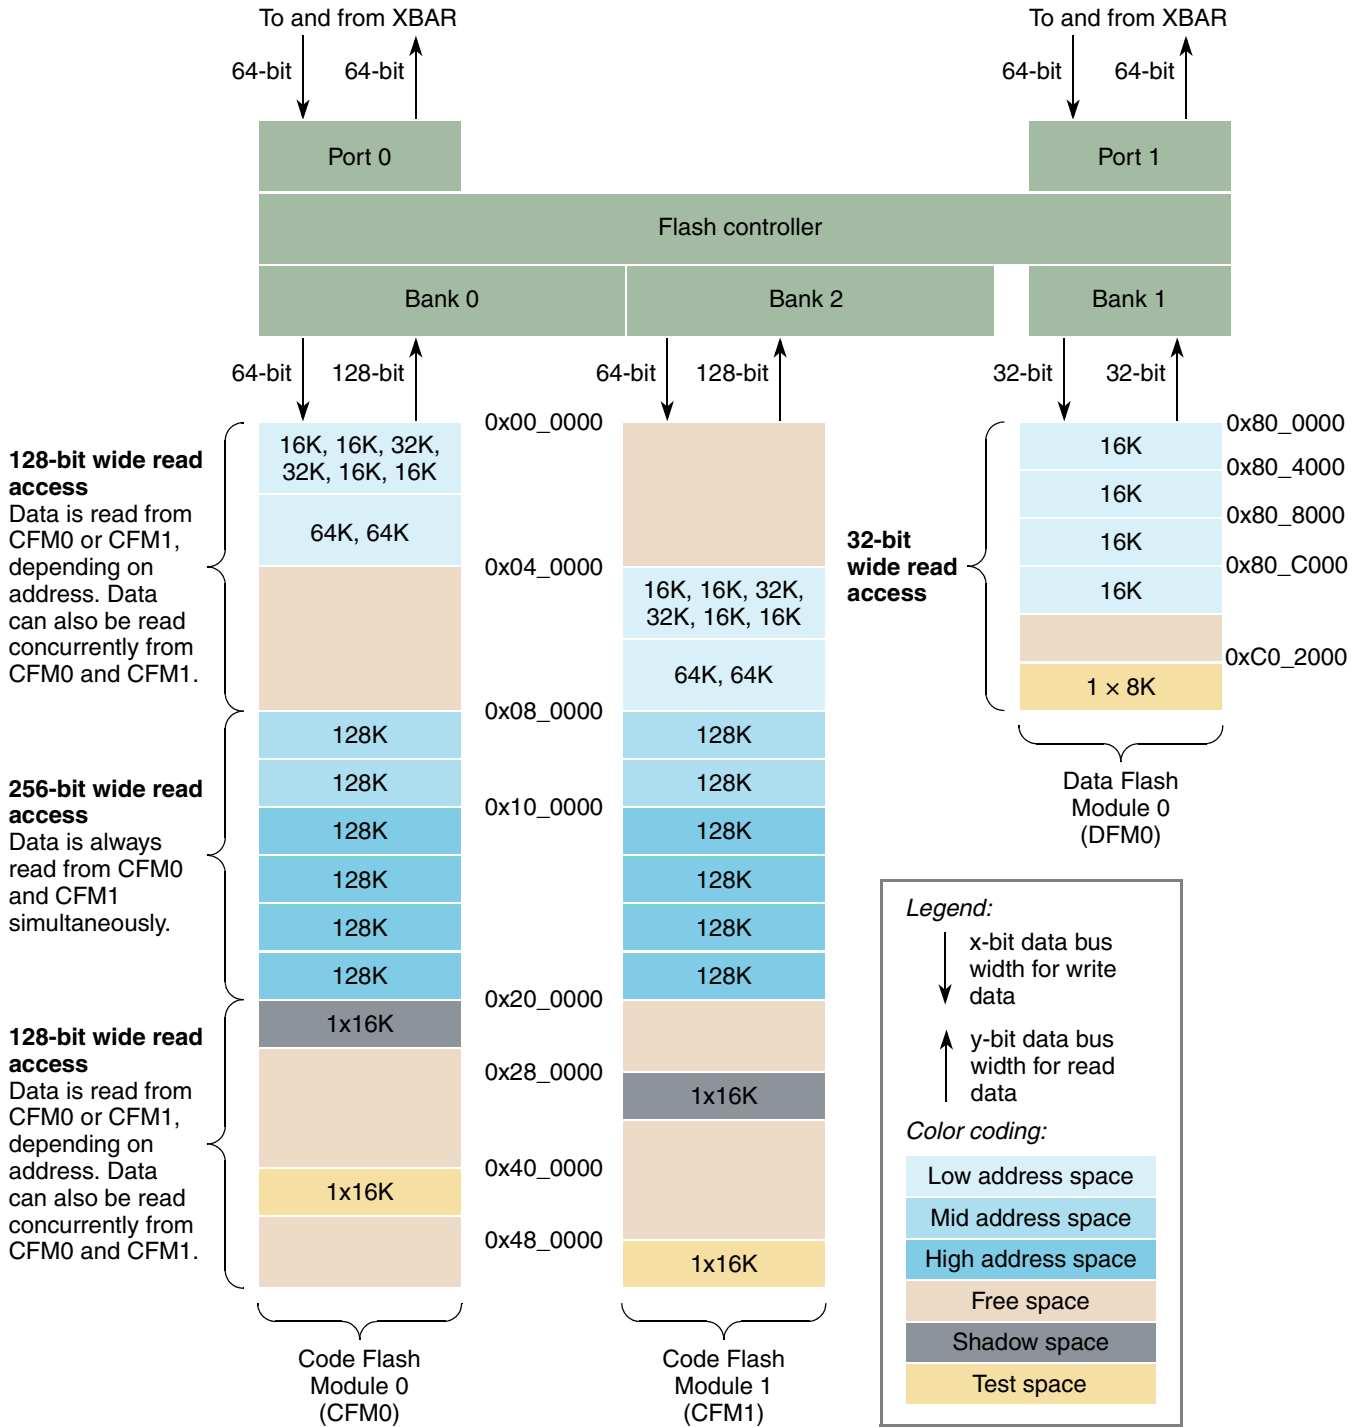 To and from XBAR
To and from XBAR
64-bit
64-bit
64-bit
64-bit
Port 0
Port 1
Flash controller
Bank 0
Bank 2
Bank 1
64-bit
128-bit
64-bit
128-bit
32-bit
32-bit
128-bit wide read
access
Data is read from
CFM0 or CFM1,
depending on
address. Data
can also be read
concurrently from
CFM0 and CFM1.
256-bit wide read
access
Data is always
read from CFM0
and CFM1
simultaneously.
128-bit wide read
access
Data is read from
CFM0 or CFM1,
depending on
address. Data
can also be read
concurrently from
CFM0 and CFM1.
16K, 16K, 32K,
32K, 16K, 16K
64K, 64K
128K
128K
128K
128K
128K
128K
1x16K
1x16K
Code Flash
Module 0
(CFM0)
0x00_0000
0x04_0000
0x08_0000
0x10_0000
0x20_0000
0x28_0000
0x40_0000
0x48_0000
16K, 16K, 32K,
32K, 16K, 16K
64K, 64K
128K
128K
128K
128K
128K
128K
1x16K
1x16K
Code Flash
Module 1
(CFM1)
32-bit
wide read
access
16K
16K
16K
16K
1 × 8K
0x80_0000
0x80_4000
0x80_8000
0x80_C000
0xC0_2000
Data Flash
Module 0
(DFM0)
Legend:
x-bit data bus
width for write
data
y-bit data bus
width for read
data
Color coding:
Low address space
Mid address space
High address space
Free space
Shadow space
Test space